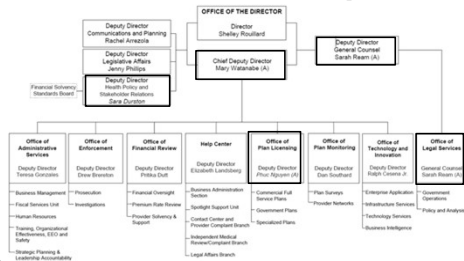 OFFICE OF THE DIRECTOR
Director
Shelley Rouillard
Deputy Director
Communications and Planning
Rachel Arrezola
Deputy Director
Legislative Affairs
Jenny Phillips
Deputy Director
Health Policy and
Stakeholder Relations
Sara Durston
Financial Solvency
Standards Board
Chief Deputy Director
Mary Watanabe (A)
Deputy Director
General Counsel
Sarah Ream (A)
Office of
Administrative
Services
Deputy Director
Teresa Gonzales
Business Management
Fiscal Services Unit
Human Resources
Training, Organizational
Effectiveness, EEO and
Safety
Strategic Planning &
Leadership Accountability
Office of
Enforcement
Deputy Director
Drew Brereton
Prosecution
Investigations
Office of
Financial Review
Deputy Director
Pritika Dutt
Financial Oversight
Premium Rate Review
Provider Solvency &
Support
Help Center
Deputy Director
Elizabeth Landsberg
Business Administration
Section
Spotlight Support Unit
Contact Center and
Provider Complaint Branch
Independent Medical
Review/Complaint Branch
Legal Affairs Branch
Office of
Plan Licensing
Deputy Director
Phuc Nguyen (A)
Commercial Full
Service Plans
Government Plans
Specialized Plans
Office of
Plan Monitoring
Deputy Director
Dan Southard
Plan Surveys
Provider Networks
Office of
Technology and
Innovation
Deputy Director
Ralph Cesena Jr.
Enterprise Application
Infrastructure Services
Technology Services
Business Intelligence
Office of
Legal Services
General Counsel
Sarah Ream (A)
Government
Operations
Policy and Analysis